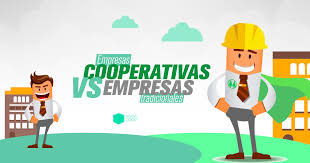 Empresas
COOPERATIVAS
VS EMPRESAS
Tradicionales